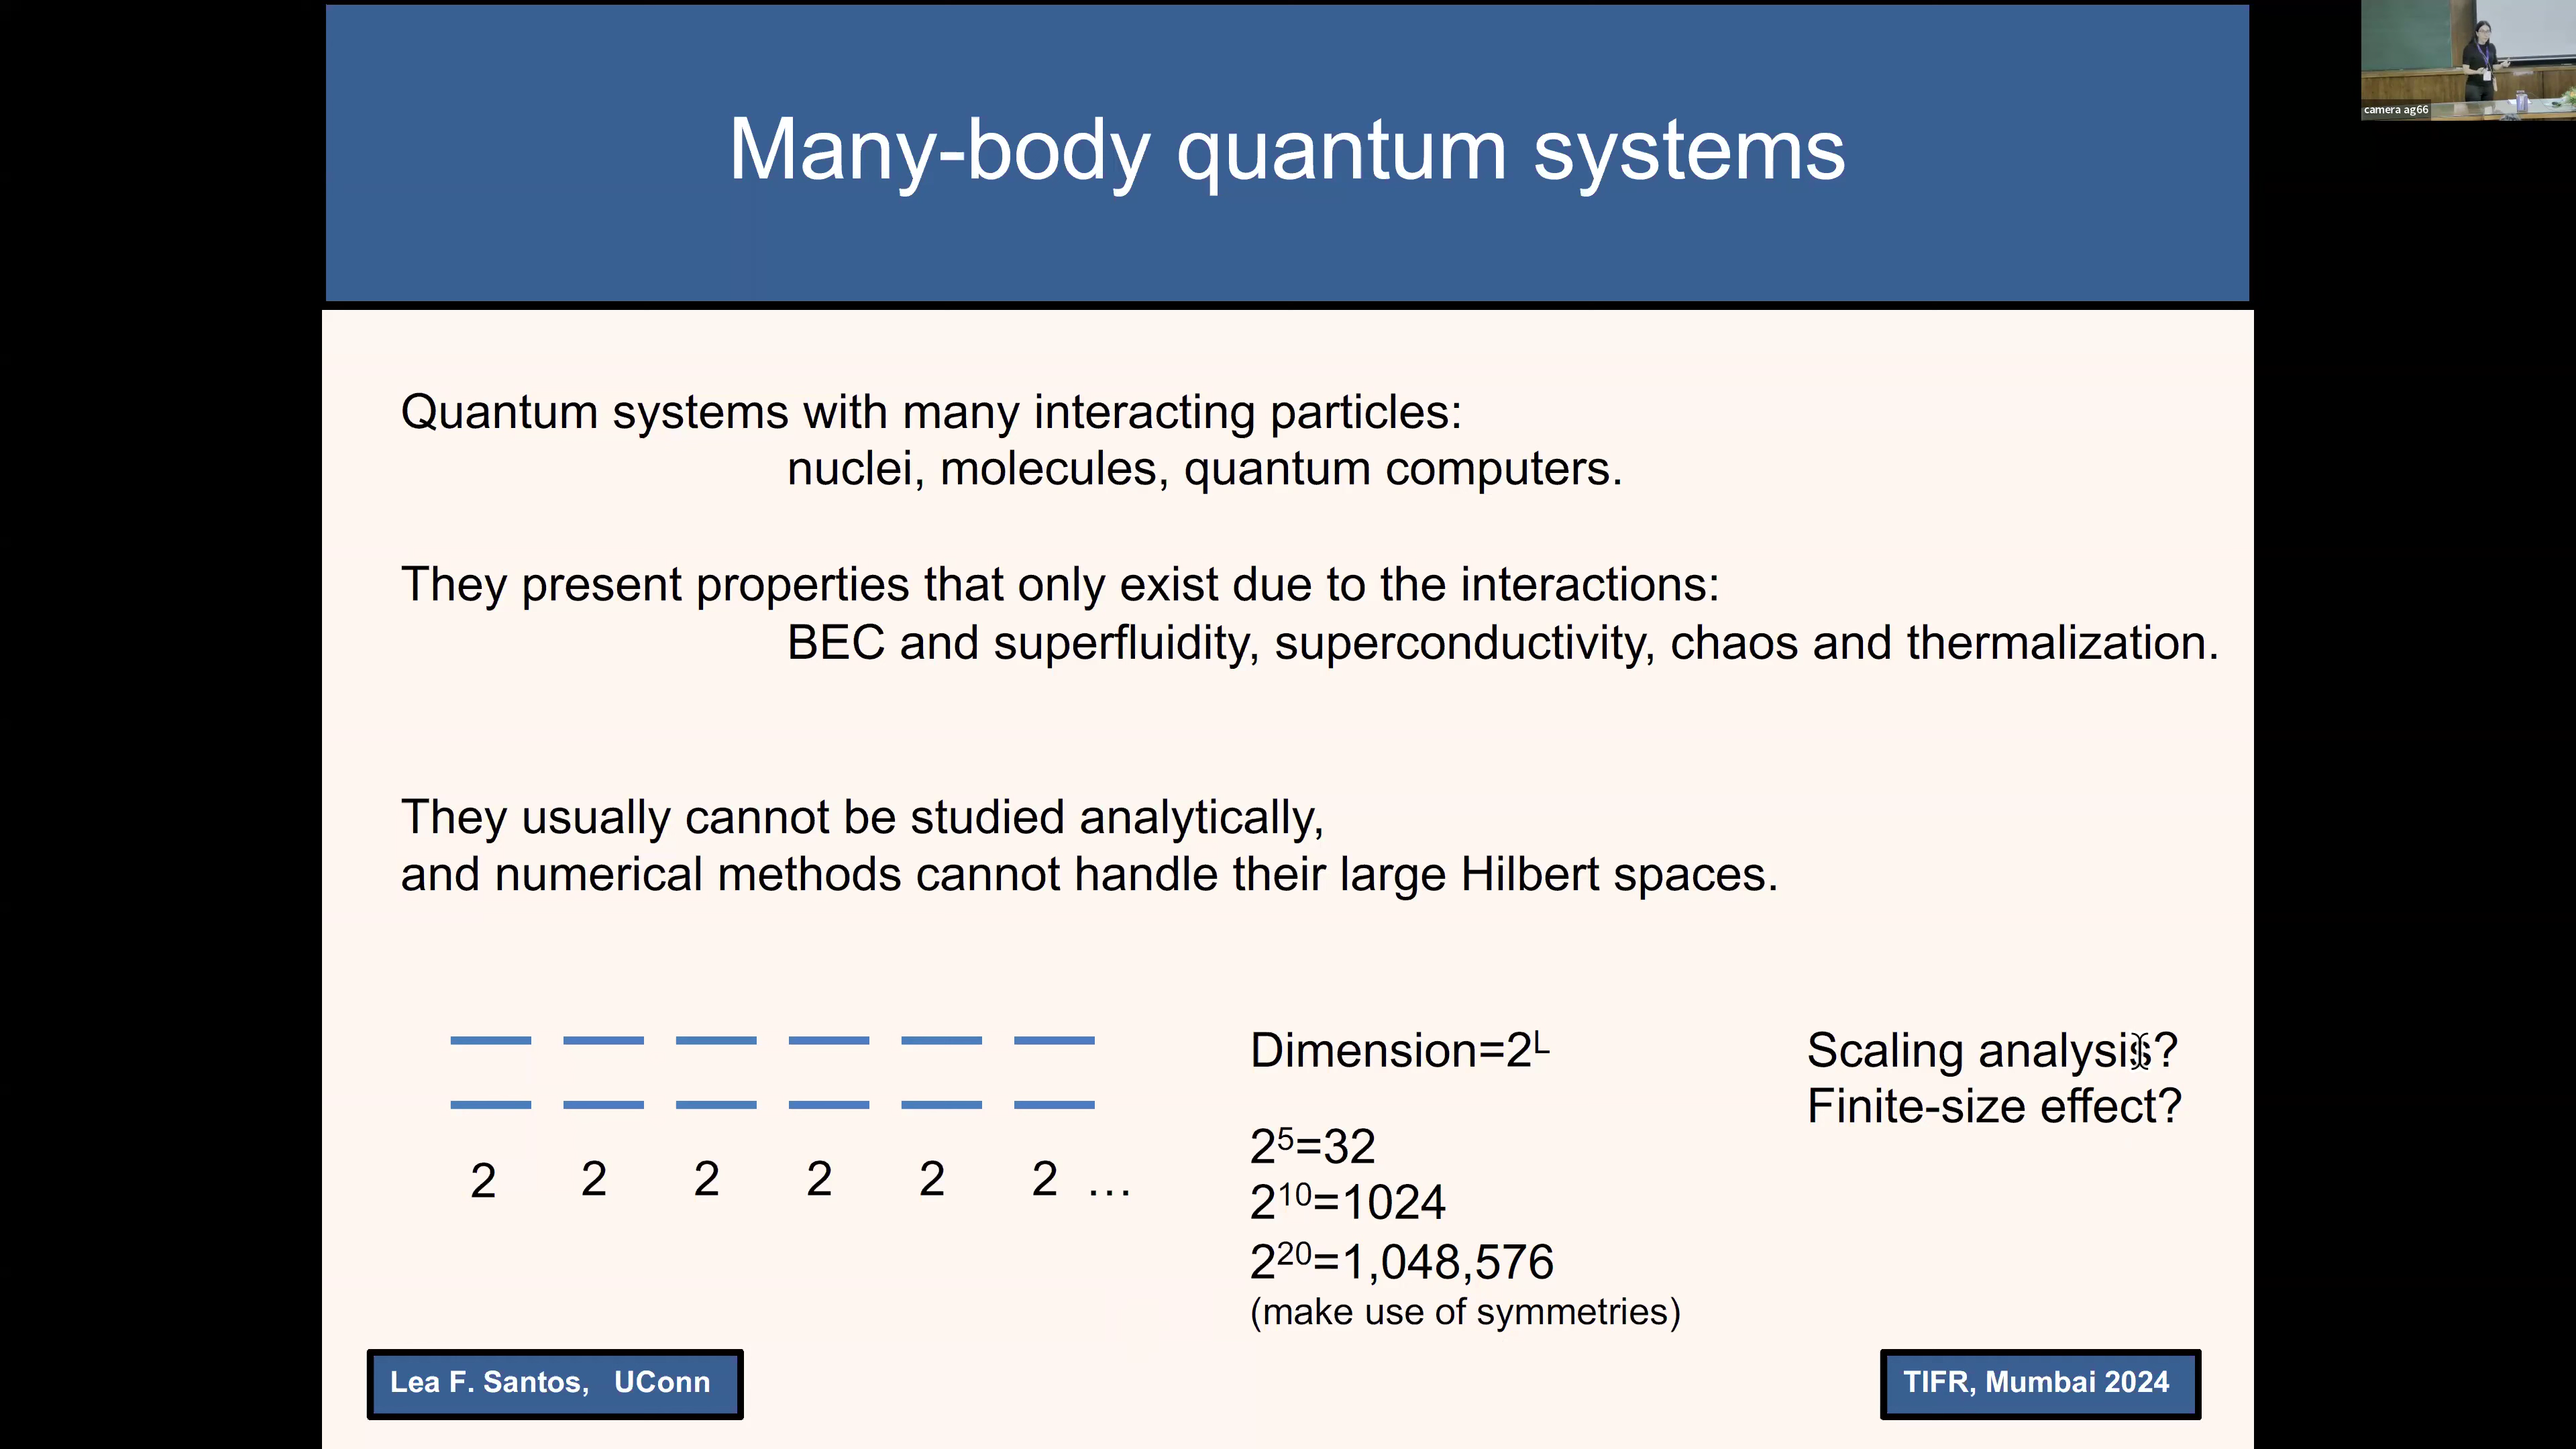 camera ag66
Many-body quantum systems
Quantum systems with many interacting particles:
nuclei, molecules, quantum computers.
They present properties that only exist due to the interactions:
BEC and superfluidity, superconductivity, chaos and thermalization.
They usually cannot be studied analytically,
and numerical methods cannot handle their large Hilbert spaces.
2 2 2 2 2 2 …
Dimension=2ᴸ
2⁵=32
2¹⁰=1024
2²⁰=1,048,576
(make use of symmetries)
Scaling analysis?
Finite-size effect?
Lea F. Santos, UConn
TIFR, Mumbai 2024